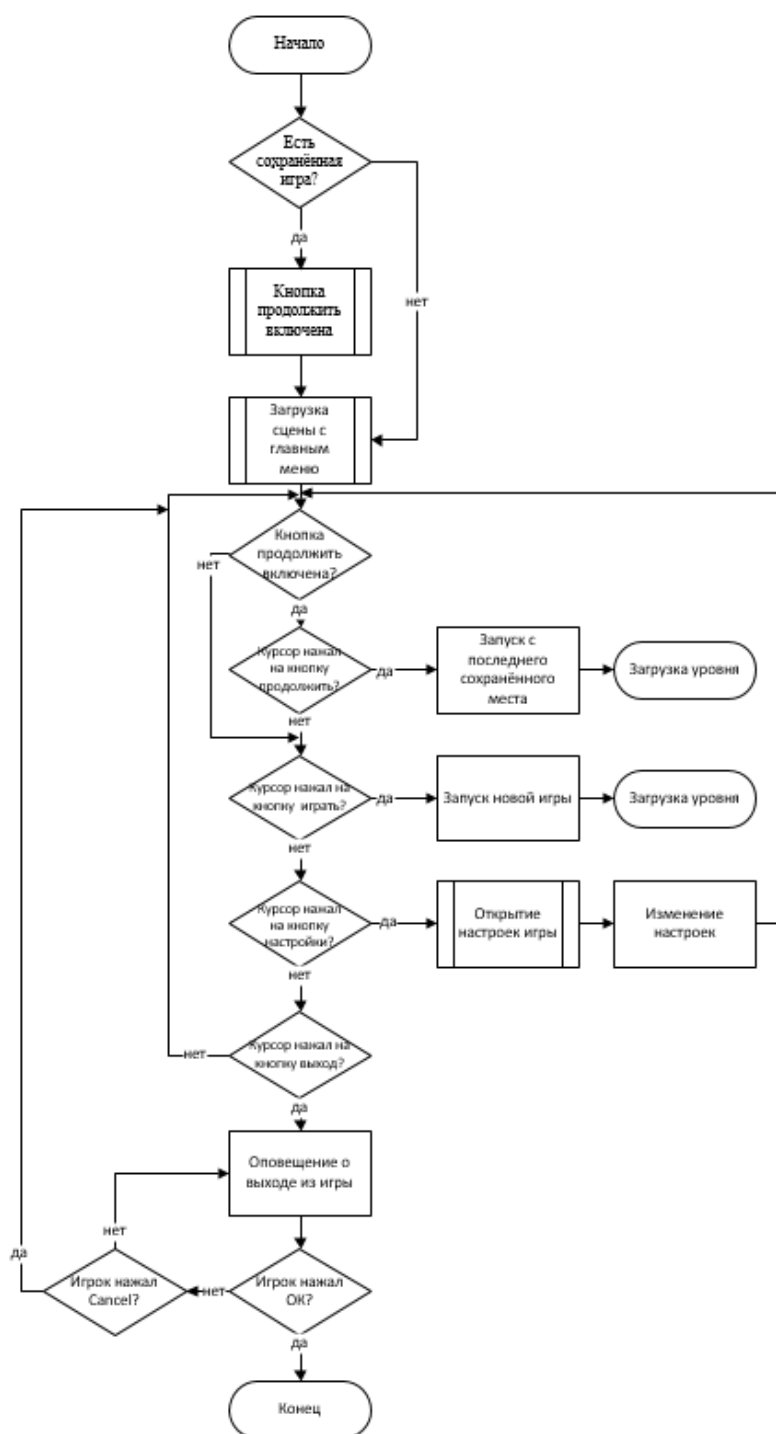 Начало
Есть
сохранённая
игра?
да
нет
Кнопка
продолжить
включена
Загрузка
сцены с
главным
меню
Кнопка
продолжить
включена?
нет
да
Курсор нажал
на кнопку
продолжить?
да
Запуск с
последнего
сохранённого
места
Загрузка уровня
нет
Курсор нажал на
кнопку играть?
да
Запуск новой игры
Загрузка уровня
нет
Курсор нажал
на кнопку
настройки?
да
Открытие
настроек игры
Изменение
настроек
нет
Курсор нажал на
кнопку выход?
нет
да
Оповещение о
выходе из игры
нет
да
Игрок нажал
Cancel?
нет
Игрок нажал
ОК?
да
Конец